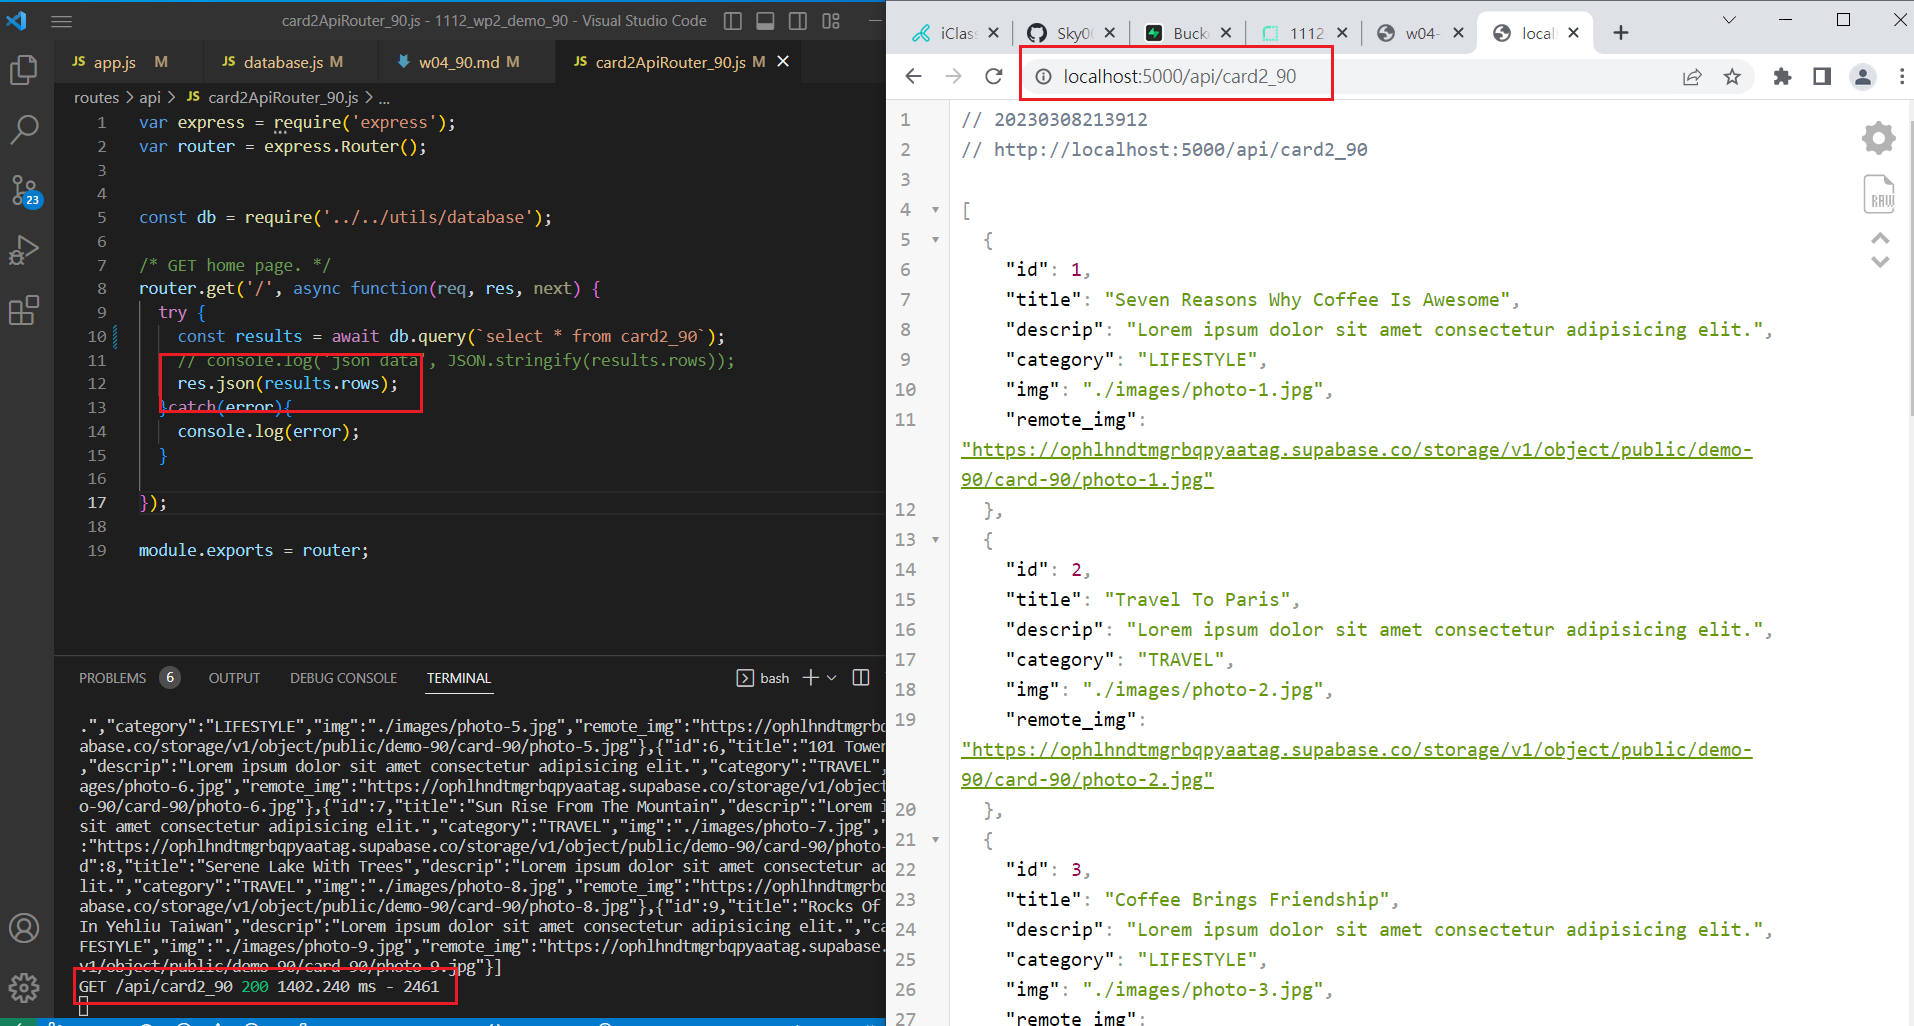 card2ApiRouter_90.js - 1112_wp2_demo_90 - Visual Studio Code
JS app.js M
JS database.js M
w04_90.md M
JS card2ApiRouter_90.js M
routes > api > JS card2ApiRouter_90.js > ...
1 var express = require('express');
2 var router = express.Router();
3
4
5 const db = require('../../utils/database');
6
7 /* GET home page. */
8 router.get('/', async function(req, res, next) {
9 try {
10 const results = await db.query(`select * from card2_90`);
11 // console.log(`json data`, JSON.stringify(results.rows));
12 res.json(results.rows);
13 }catch(error){
14 console.log(error);
15 }
16
17 });
18
19 module.exports = router;
23
PROBLEMS 6 OUTPUT DEBUG CONSOLE TERMINAL
bash
.","category":"LIFESTYLE","img":"./images/photo-5.jpg","remote_img":"https://ophlhndtmgrbq
abase.co/storage/v1/object/public/demo-90/card-90/photo-5.jpg"},{"id":6,"title":"101 Tower
,"descrip":"Lorem ipsum dolor sit amet consectetur adipisicing elit.","category":"TRAVEL",
ages/photo-6.jpg","remote_img":"https://ophlhndtmgrbqpyaatag.supabase.co/storage/v1/object
o-90/card-90/photo-6.jpg"},{"id":7,"title":"Sun Rise From The Mountain","descrip":"Lorem i
sit amet consectetur adipisicing elit.","category":"TRAVEL","img":"./images/photo-7.jpg","
:"https://ophlhndtmgrbqpyaatag.supabase.co/storage/v1/object/public/demo-90/card-90/photo-
d":8,"title":"Serene Lake With Trees","descrip":"Lorem ipsum dolor sit amet consectetur ad
lit.","category":"TRAVEL","img":"./images/photo-8.jpg","remote_img":"https://ophlhndtmgrbq
abase.co/storage/v1/object/public/demo-90/card-90/photo-8.jpg"},{"id":9,"title":"Rocks Of
In Yehliu Taiwan","descrip":"Lorem ipsum dolor sit amet consectetur adipisicing elit.","ca
FESTYLE","img":"./images/photo-9.jpg","remote_img":"https://ophlhndtmgrbqpyaatag.supabase.
v1/object/public/demo-90/card-90/photo-9.jpg"}]
GET /api/card2_90 200 1402.240 ms - 2461
iClas
Sky0
Bucke
1112
w04-
local
localhost:5000/api/card2_90
1 // 20230308213912
2 // http://localhost:5000/api/card2_90
3
4 [
5 {
6 "id": 1,
7 "title": "Seven Reasons Why Coffee Is Awesome",
8 "descrip": "Lorem ipsum dolor sit amet consectetur adipisicing elit.",
9 "category": "LIFESTYLE",
10 "img": "./images/photo-1.jpg",
11 "remote_img":
"https://ophlhndtmgrbqpyaatag.supabase.co/storage/v1/object/public/demo-
90/card-90/photo-1.jpg"
12 },
13 {
14 "id": 2,
15 "title": "Travel To Paris",
16 "descrip": "Lorem ipsum dolor sit amet consectetur adipisicing elit.",
17 "category": "TRAVEL",
18 "img": "./images/photo-2.jpg",
19 "remote_img":
"https://ophlhndtmgrbqpyaatag.supabase.co/storage/v1/object/public/demo-
90/card-90/photo-2.jpg"
20 },
21 {
22 "id": 3,
23 "title": "Coffee Brings Friendship",
24 "descrip": "Lorem ipsum dolor sit amet consectetur adipisicing elit.",
25 "category": "LIFESTYLE",
26 "img": "./images/photo-3.jpg",
27 "remote_img":
RAW